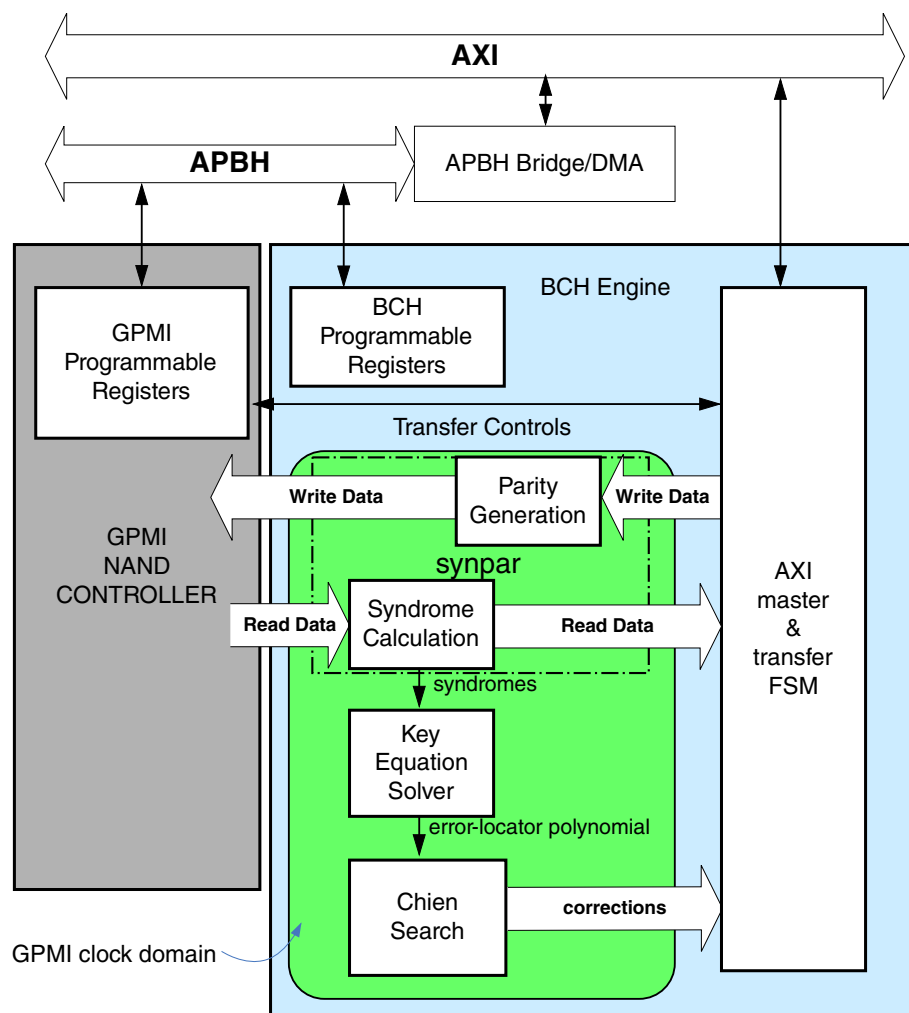 AXI
APBH
APBH Bridge/DMA
BCH Engine
GPMI
Programmable
Registers
BCH
Programmable
Registers
Transfer Controls
Write Data
Parity
Generation
Write Data
synpar
GPMI
NAND
CONTROLLER
Read Data
Syndrome
Calculation
Read Data
AXI
master
&
transfer
FSM
syndromes
Key
Equation
Solver
error-locator polynomial
Chien
Search
corrections
GPMI clock domain